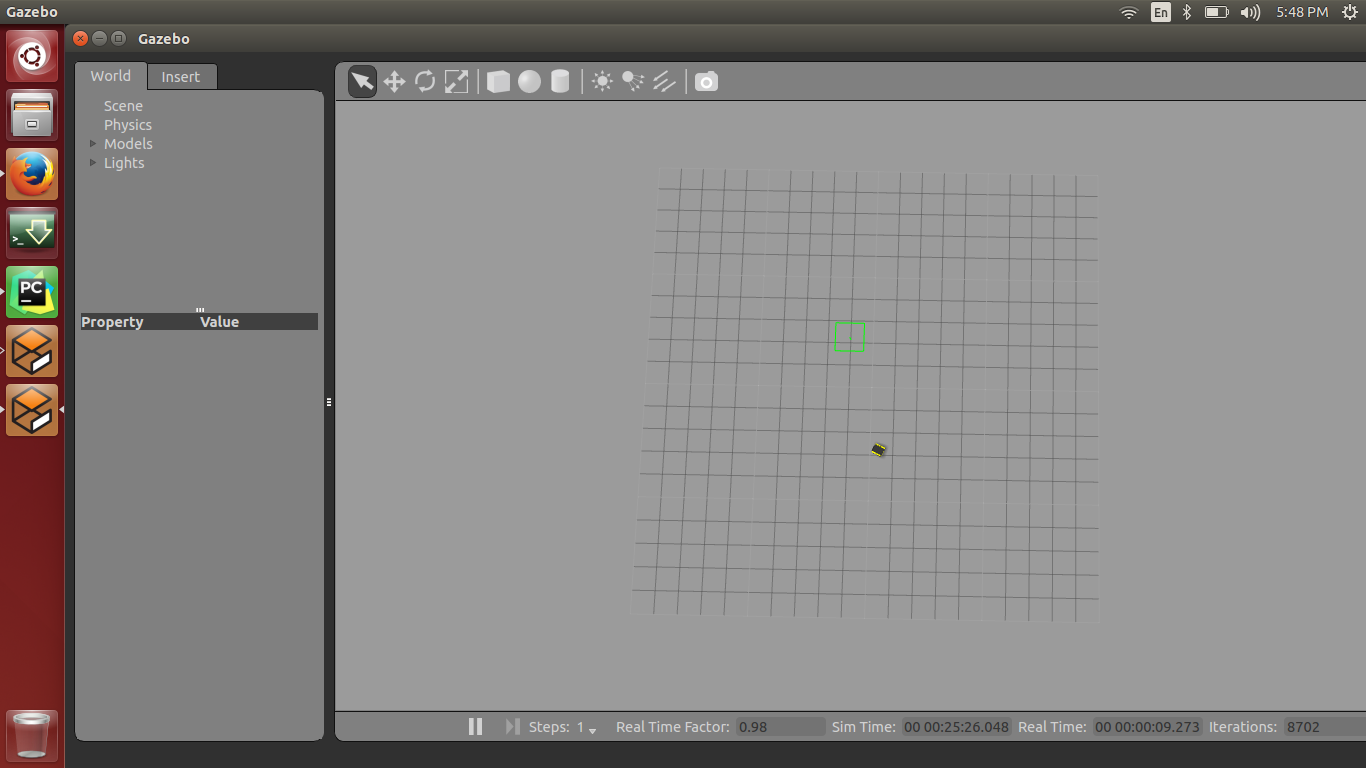 Gazebo
En
5:48 PM
Gazebo
World
Insert
Scene
Physics
Models
Lights
>_
PC
Property Value
Steps: 1 Real Time Factor: 0.98 Sim Time: 00 00:25:26.048 Real Time: 00 00:00:09.273 Iterations: 8702